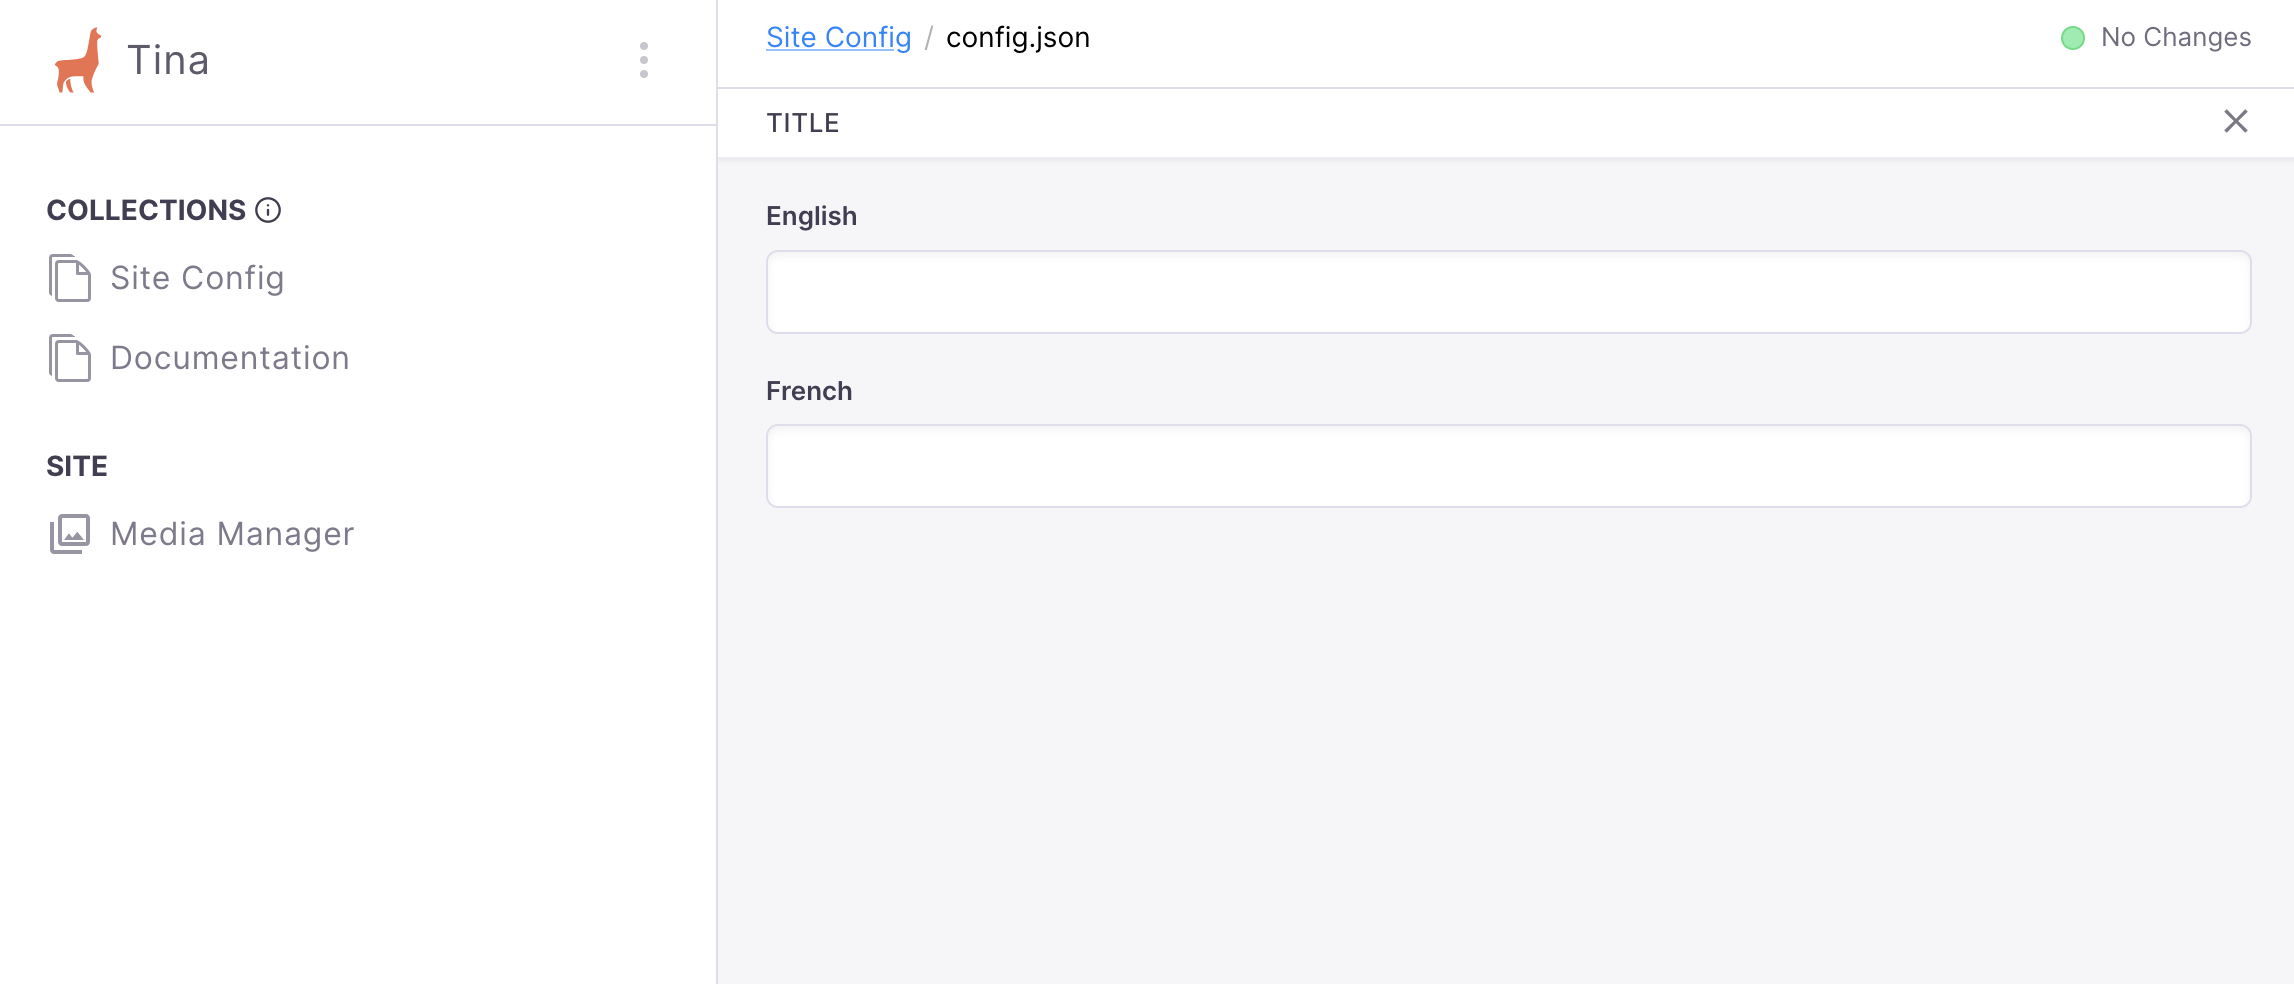 Tina
COLLECTIONS
Site Config
Documentation
SITE
Media Manager
Site Config / config.json
No Changes
TITLE
English
French